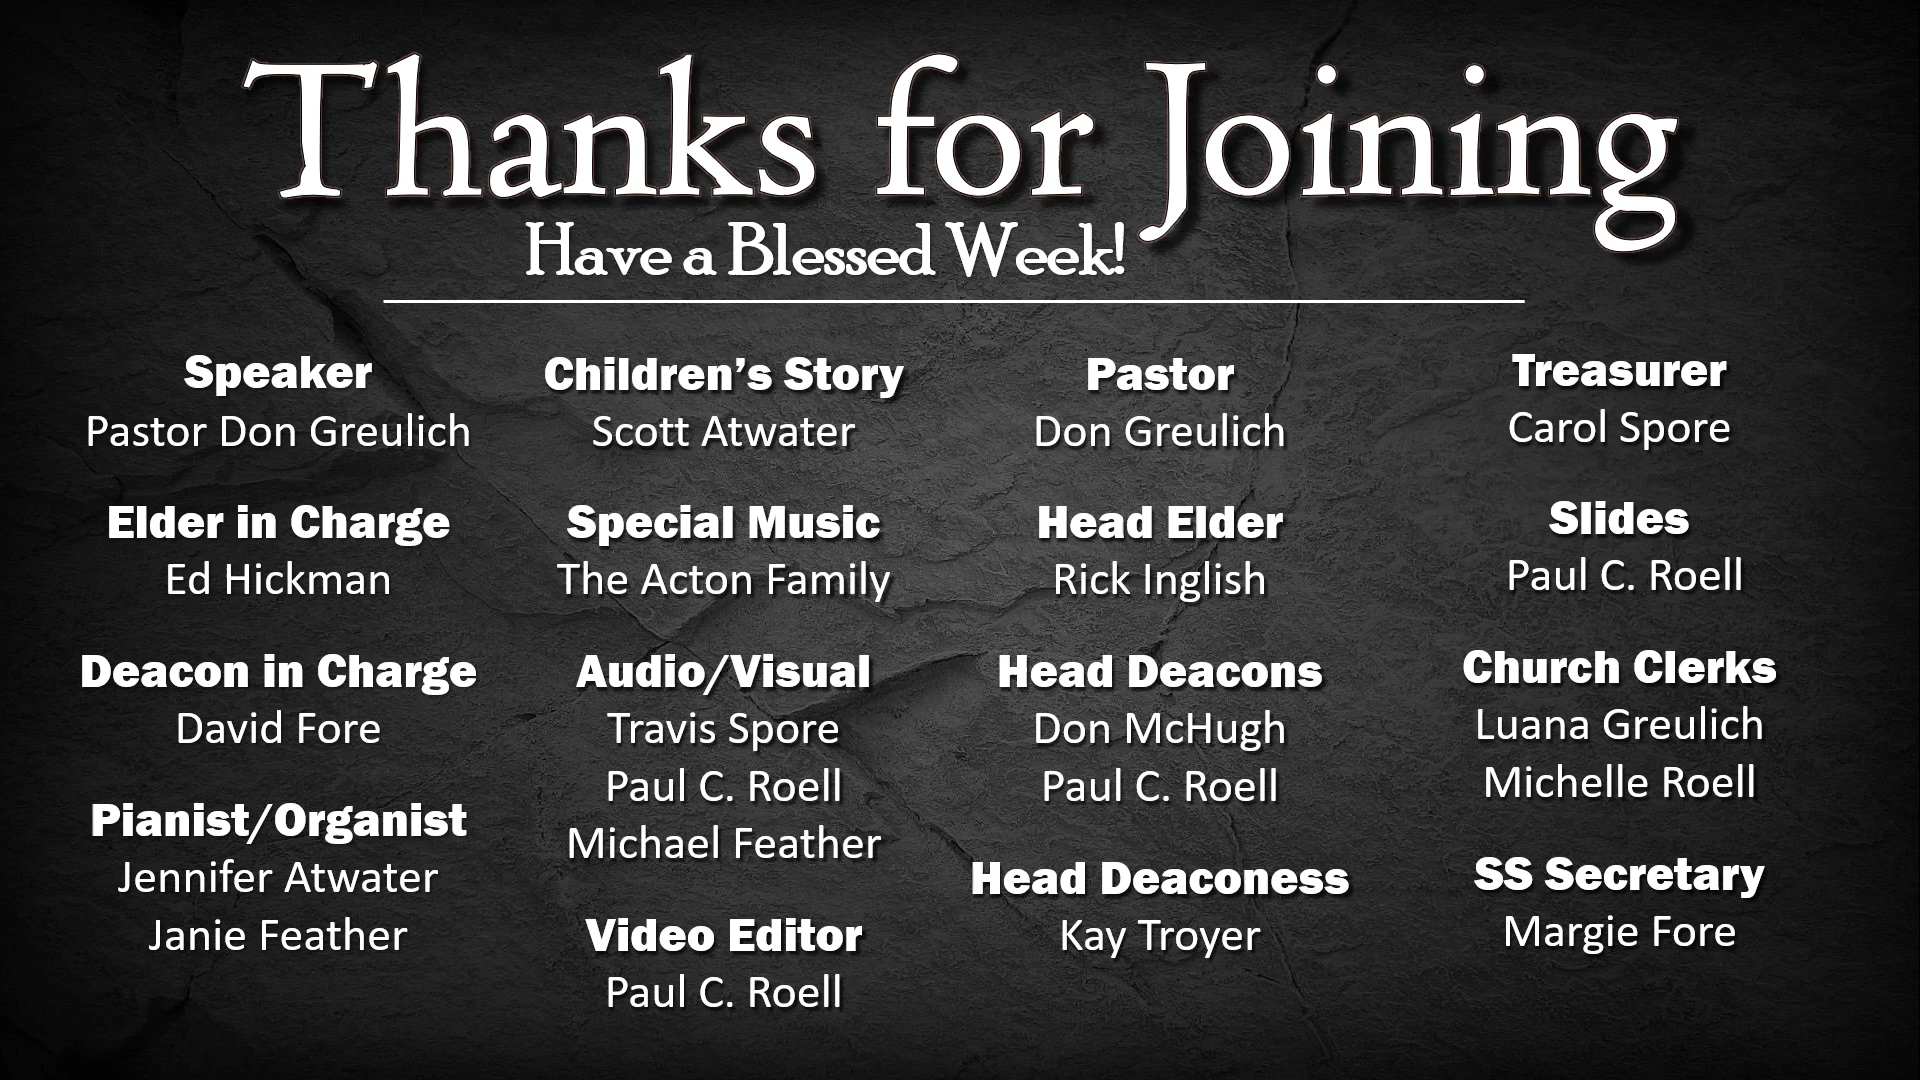 Thanks for Joining
Have a Blessed Week!
Speaker
Pastor Don Greulich
Elder in Charge
Ed Hickman
Deacon in Charge
David Fore
Pianist/Organist
Jennifer Atwater
Janie Feather
Children’s Story
Scott Atwater
Special Music
The Acton Family
Audio/Visual
Travis Spore
Paul C. Roell
Michael Feather
Video Editor
Paul C. Roell
Pastor
Don Greulich
Head Elder
Rick Inglish
Head Deacons
Don McHugh
Paul C. Roell
Head Deaconess
Kay Troyer
Treasurer
Carol Spore
Slides
Paul C. Roell
Church Clerks
Luana Greulich
Michelle Roell
SS Secretary
Margie Fore